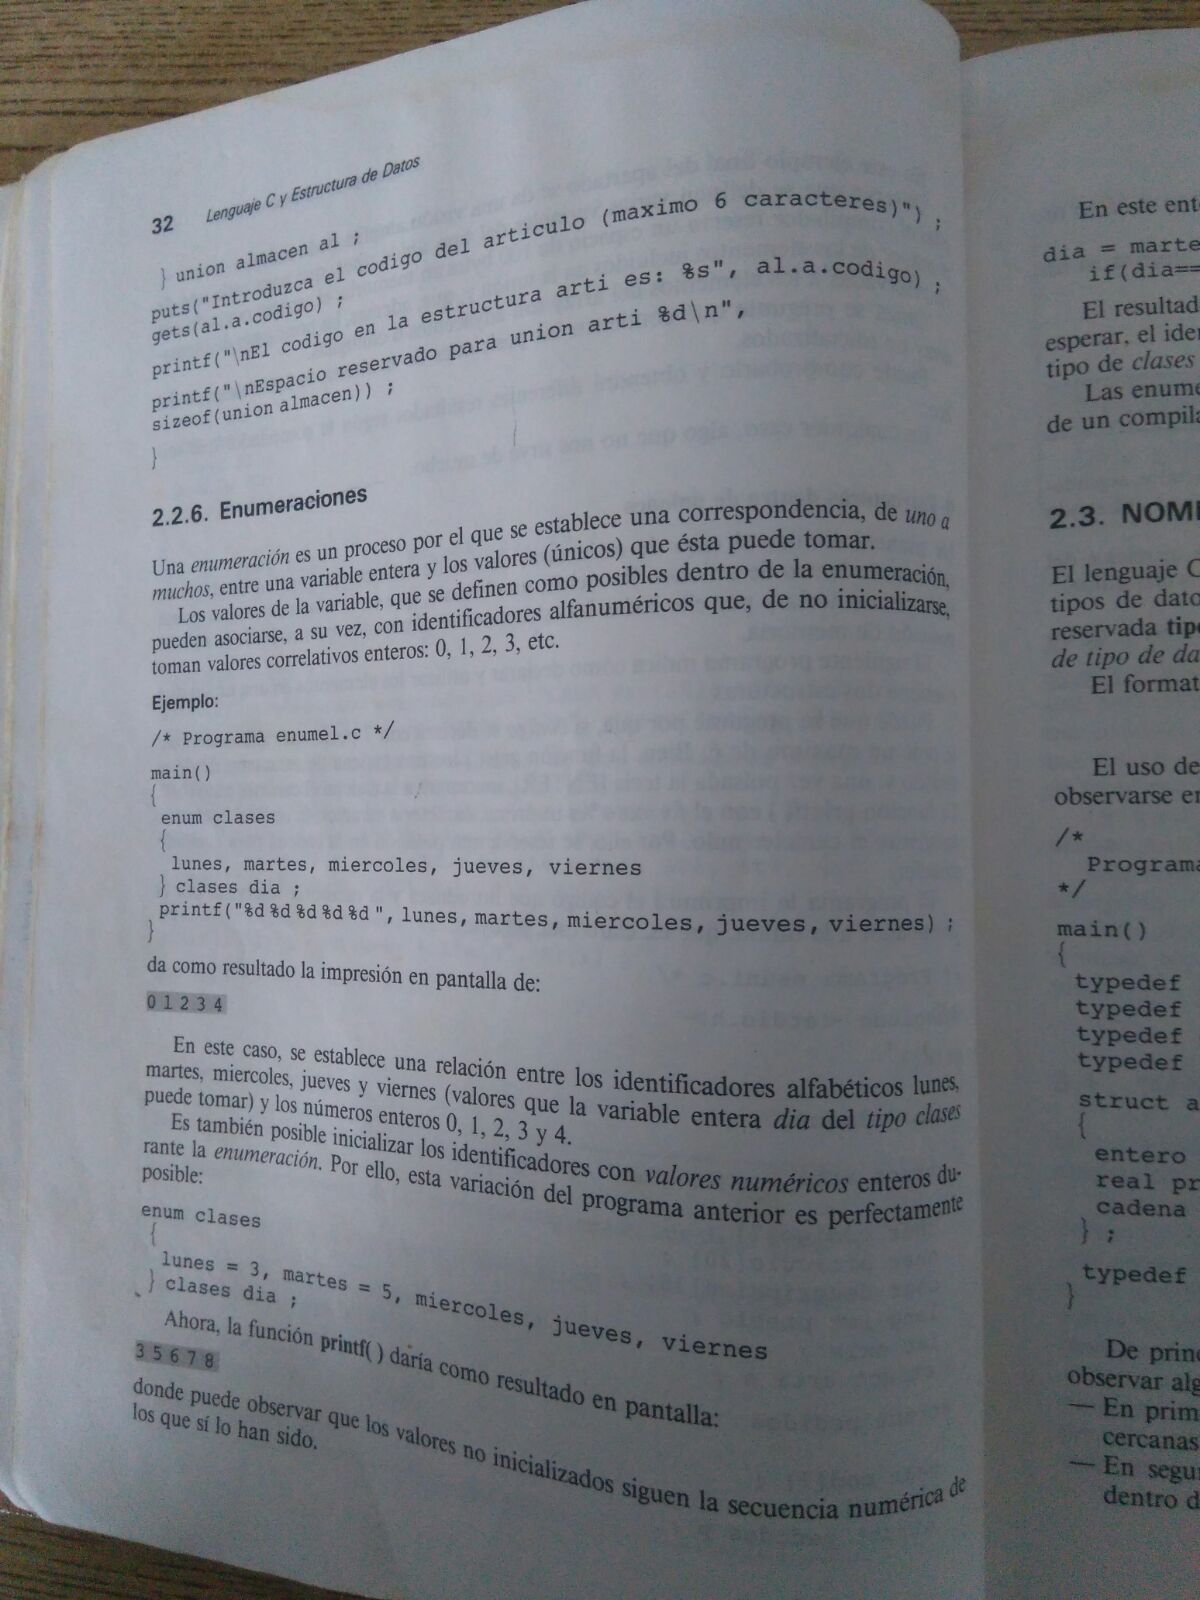 32 Lenguaje C y Estructura de Datos
} union almacen al ;
puts("Introduzca el codigo del articulo (maximo 6 caracteres)") ;
gets(al.a.codigo) ;
printf("\nEl codigo en la estructura arti es: %s", al.a.codigo) ;
printf("\nEspacio reservado para union arti %d\n",
sizeof(union almacen)) ;
}
2.2.6. Enumeraciones
Una enumeración es un proceso por el que se establece una correspondencia, de uno a
muchos, entre una variable entera y los valores (únicos) que ésta puede tomar.
Los valores de la variable, que se definen como posibles dentro de la enumeración,
pueden asociarse, a su vez, con identificadores alfanuméricos que, de no inicializarse,
toman valores correlativos enteros: 0, 1, 2, 3, etc.
Ejemplo:
/* Programa enumel.c */
main()
{
enum clases
{
lunes, martes, miercoles, jueves, viernes
} clases dia ;
printf("%d %d %d %d %d ", lunes, martes, miercoles, jueves, viernes) ;
}
da como resultado la impresión en pantalla de:
0 1 2 3 4
En este caso, se establece una relación entre los identificadores alfabéticos lunes,
martes, miercoles, jueves y viernes (valores que la variable entera dia del tipo clases
puede tomar) y los números enteros 0, 1, 2, 3 y 4.
Es también posible inicializar los identificadores con valores numéricos enteros du-
rante la enumeración. Por ello, esta variación del programa anterior es perfectamente
posible:
enum clases
{
lunes = 3, martes = 5, miercoles, jueves, viernes
} clases dia ;
Ahora, la función printf( ) daría como resultado en pantalla:
3 5 6 7 8
donde puede observar que los valores no inicializados siguen la secuencia numérica de
los que sí lo han sido.
En este
dia = marte
if(dia==
El resultad
esperar, el
tipo de clases
Las enume
de un compila
2.3. NOM
El lenguaje C
tipos de dato
reservada tip
de tipo de da
El format
El uso de
observarse
/*
Program
*/
main()
{
typedef
typedef
typedef
typedef
struct a
{
entero
real pr
cadena
} ;
typedef
}
De prin
observar alg
— En prim
cercanas
— En segu
dentro d